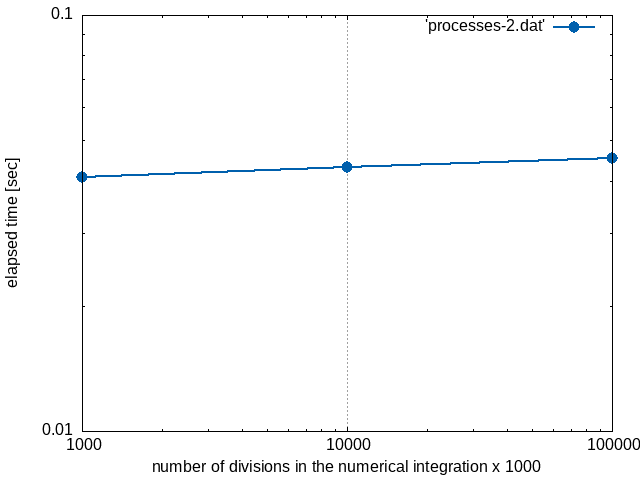 0.1
'processes-2.dat'
elapsed time [sec]
0.01
1000
10000
100000
number of divisions in the numerical integration x 1000